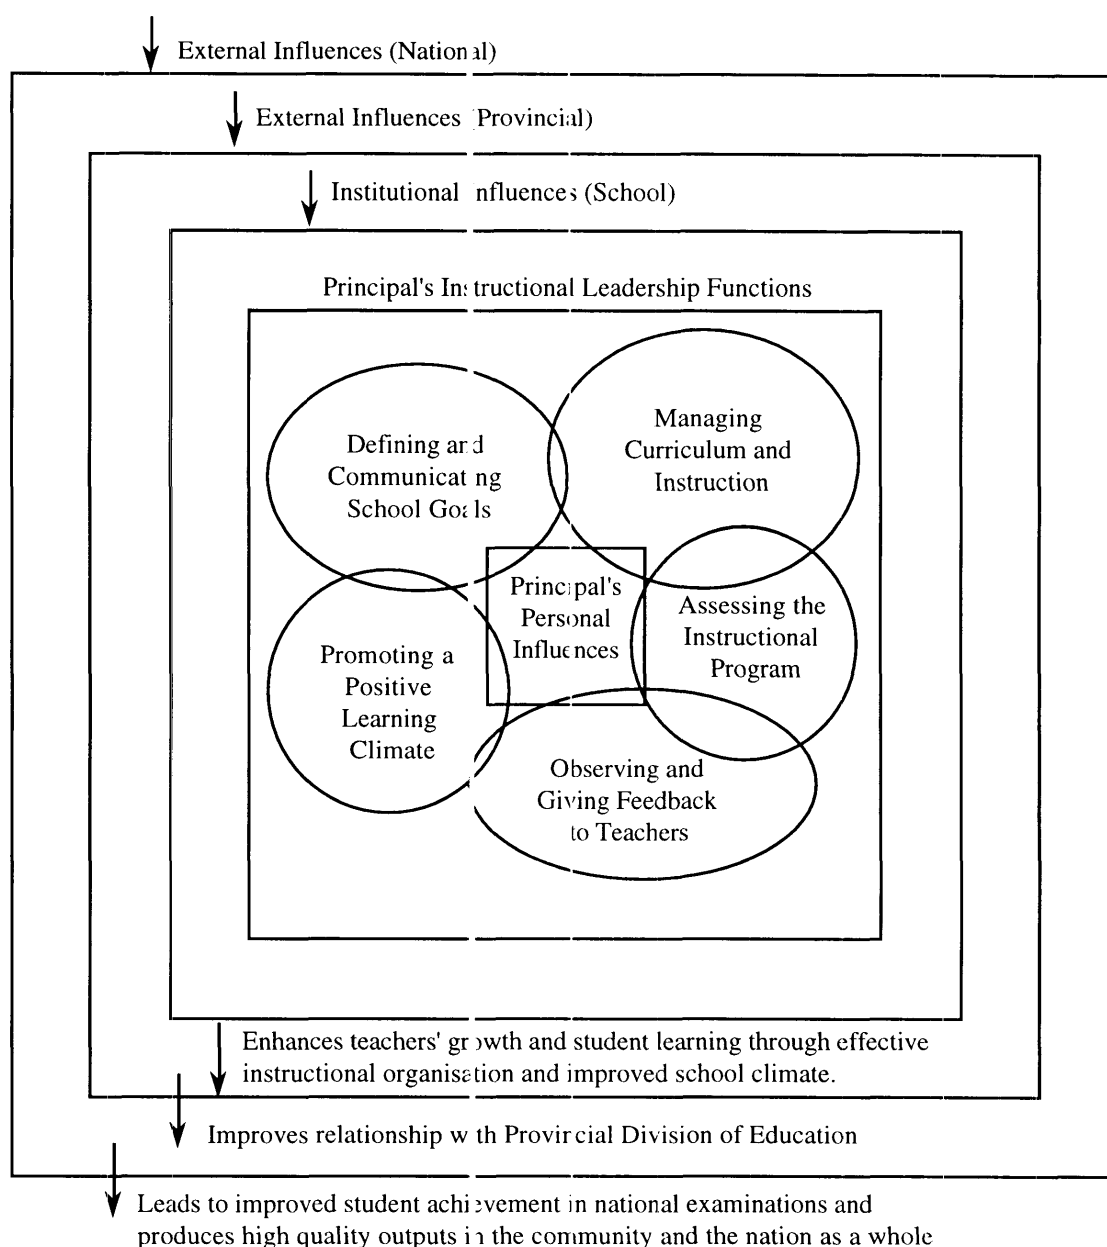 External Influences (National)
External Influences (Provincial)
Institutional Influences (School)
Principal's Instructional Leadership Functions
Defining and
Communicating
School Goals
Managing
Curriculum and
Instruction
Principal's
Personal
Influences
Assessing the
Instructional
Program
Promoting a
Positive
Learning
Climate
Observing and
Giving Feedback
to Teachers
Enhances teachers' growth and student learning through effective
instructional organisation and improved school climate.
Improves relationship with Provincial Division of Education
Leads to improved student achievement in national examinations and
produces high quality outputs in the community and the nation as a whole